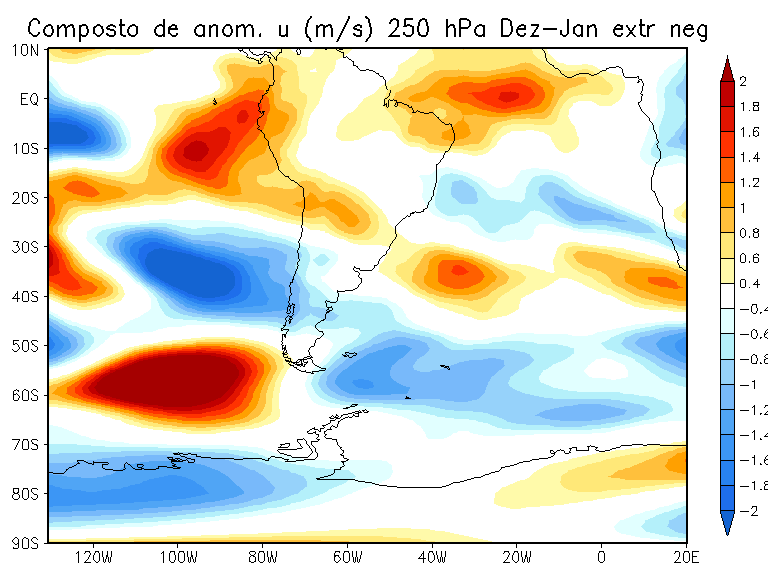 Composto de anom. u (m/s) 250 hPa Dez-Jan extr neg
10N
EQ
10S
20S
30S
40S
50S
60S
70S
80S
90S
120W 100W 80W 60W 40W 20W 0 20E
2
1.8
1.6
1.4
1.2
1
0.8
0.6
0.4
-0.4
-0.6
-0.8
-1
-1.2
-1.4
-1.6
-1.8
-2